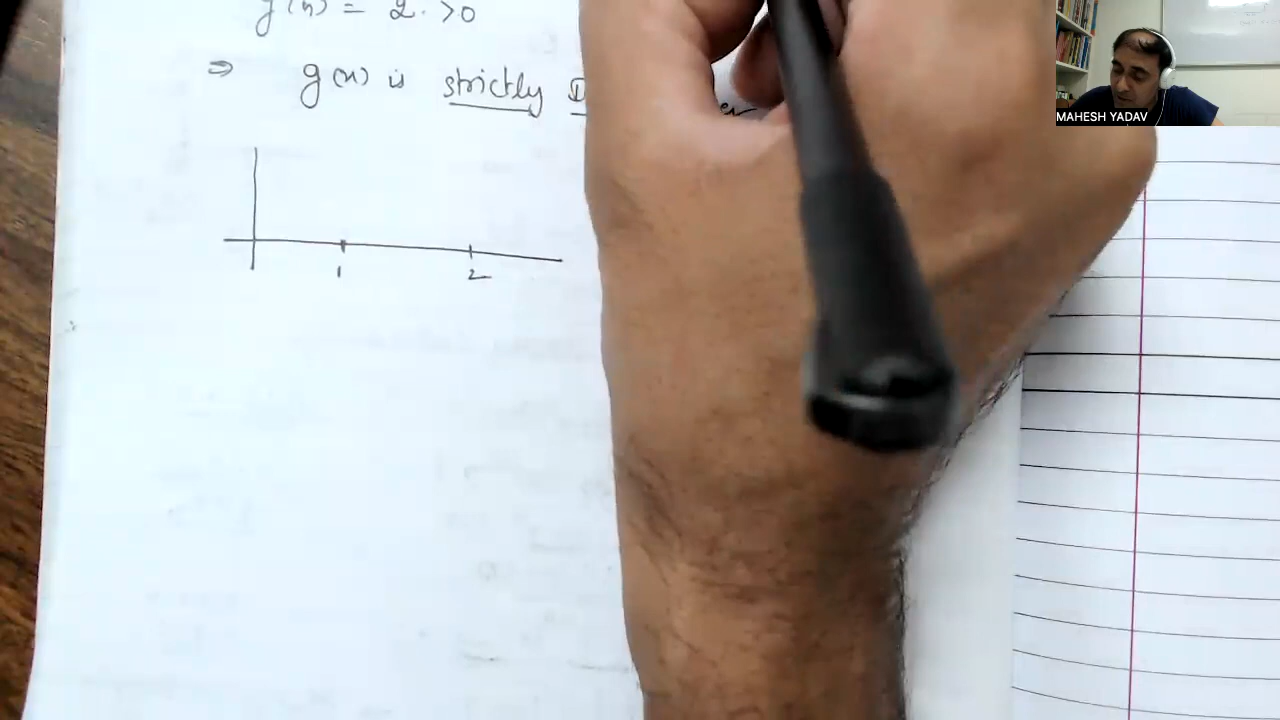 MAHESH YADAV
g'(x) = 2 > 0
⇒ g(x) is strictly
1 2